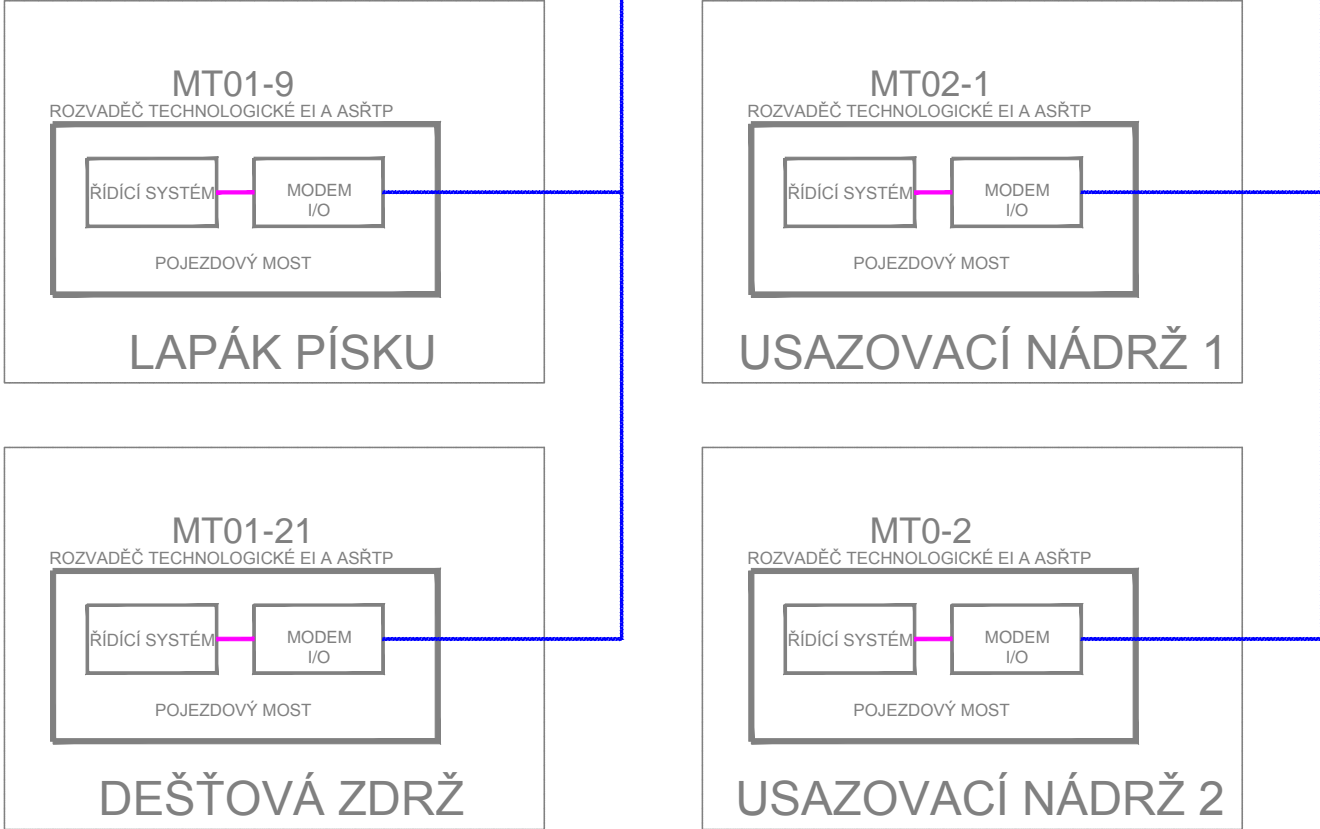 MT01-9
ROZVADĚČ TECHNOLOGICKÉ EI A ASŘTP
ŘÍDÍCÍ SYSTÉM
MODEM
I/O
POJEZDOVÝ MOST
LAPÁK PÍSKU
MT02-1
ROZVADĚČ TECHNOLOGICKÉ EI A ASŘTP
ŘÍDÍCÍ SYSTÉM
MODEM
I/O
POJEZDOVÝ MOST
USAZOVACÍ NÁDRŽ 1
MT01-21
ROZVADĚČ TECHNOLOGICKÉ EI A ASŘTP
ŘÍDÍCÍ SYSTÉM
MODEM
I/O
POJEZDOVÝ MOST
DEŠŤOVÁ ZDRŽ
MT0-2
ROZVADĚČ TECHNOLOGICKÉ EI A ASŘTP
ŘÍDÍCÍ SYSTÉM
MODEM
I/O
POJEZDOVÝ MOST
USAZOVACÍ NÁDRŽ 2